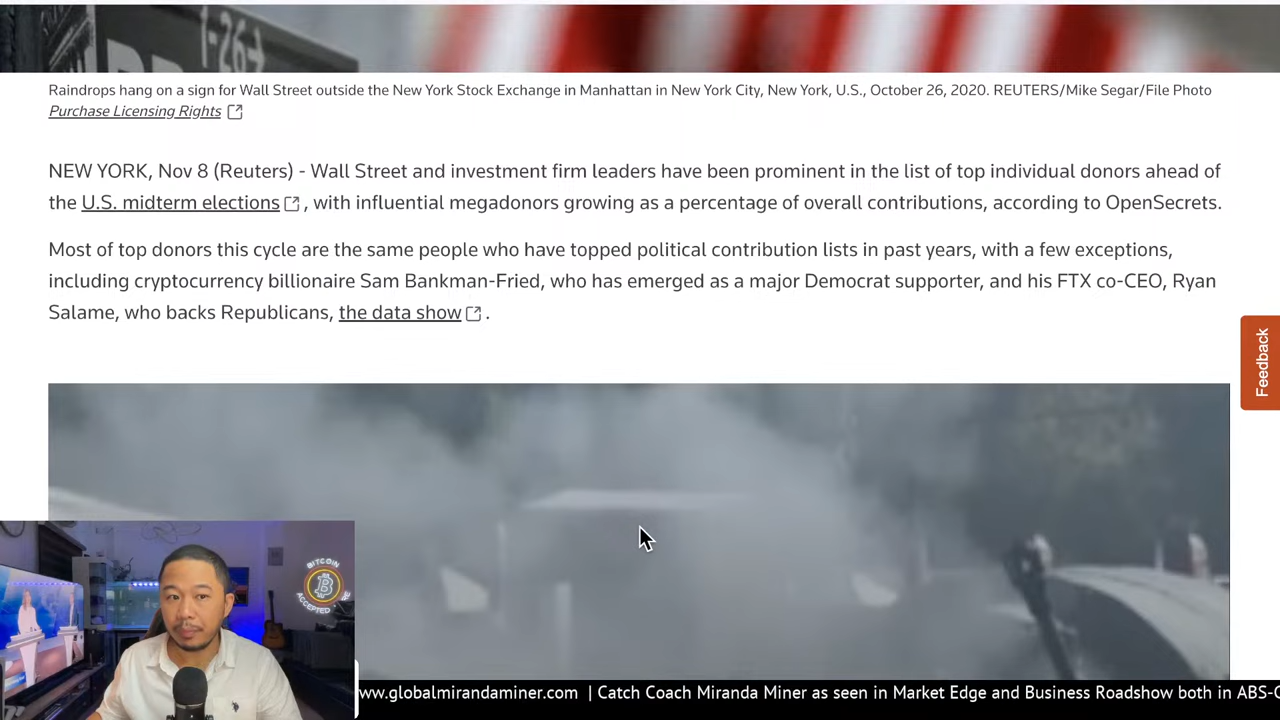 1-26-1
Raindrops hang on a sign for Wall Street outside the New York Stock Exchange in Manhattan in New York City, New York, U.S., October 26, 2020. REUTERS/Mike Segar/File Photo
Purchase Licensing Rights
NEW YORK, Nov 8 (Reuters) - Wall Street and investment firm leaders have been prominent in the list of top individual donors ahead of
the U.S. midterm elections , with influential megadonors growing as a percentage of overall contributions, according to OpenSecrets.
Most of top donors this cycle are the same people who have topped political contribution lists in past years, with a few exceptions,
including cryptocurrency billionaire Sam Bankman-Fried, who has emerged as a major Democrat supporter, and his FTX co-CEO, Ryan
Salame, who backs Republicans, the data show .
Feedback
BITCOIN
ACCEPTED
www.globalmirandaminer.com | Catch Coach Miranda Miner as seen in Market Edge and Business Roadshow both in ABS-C